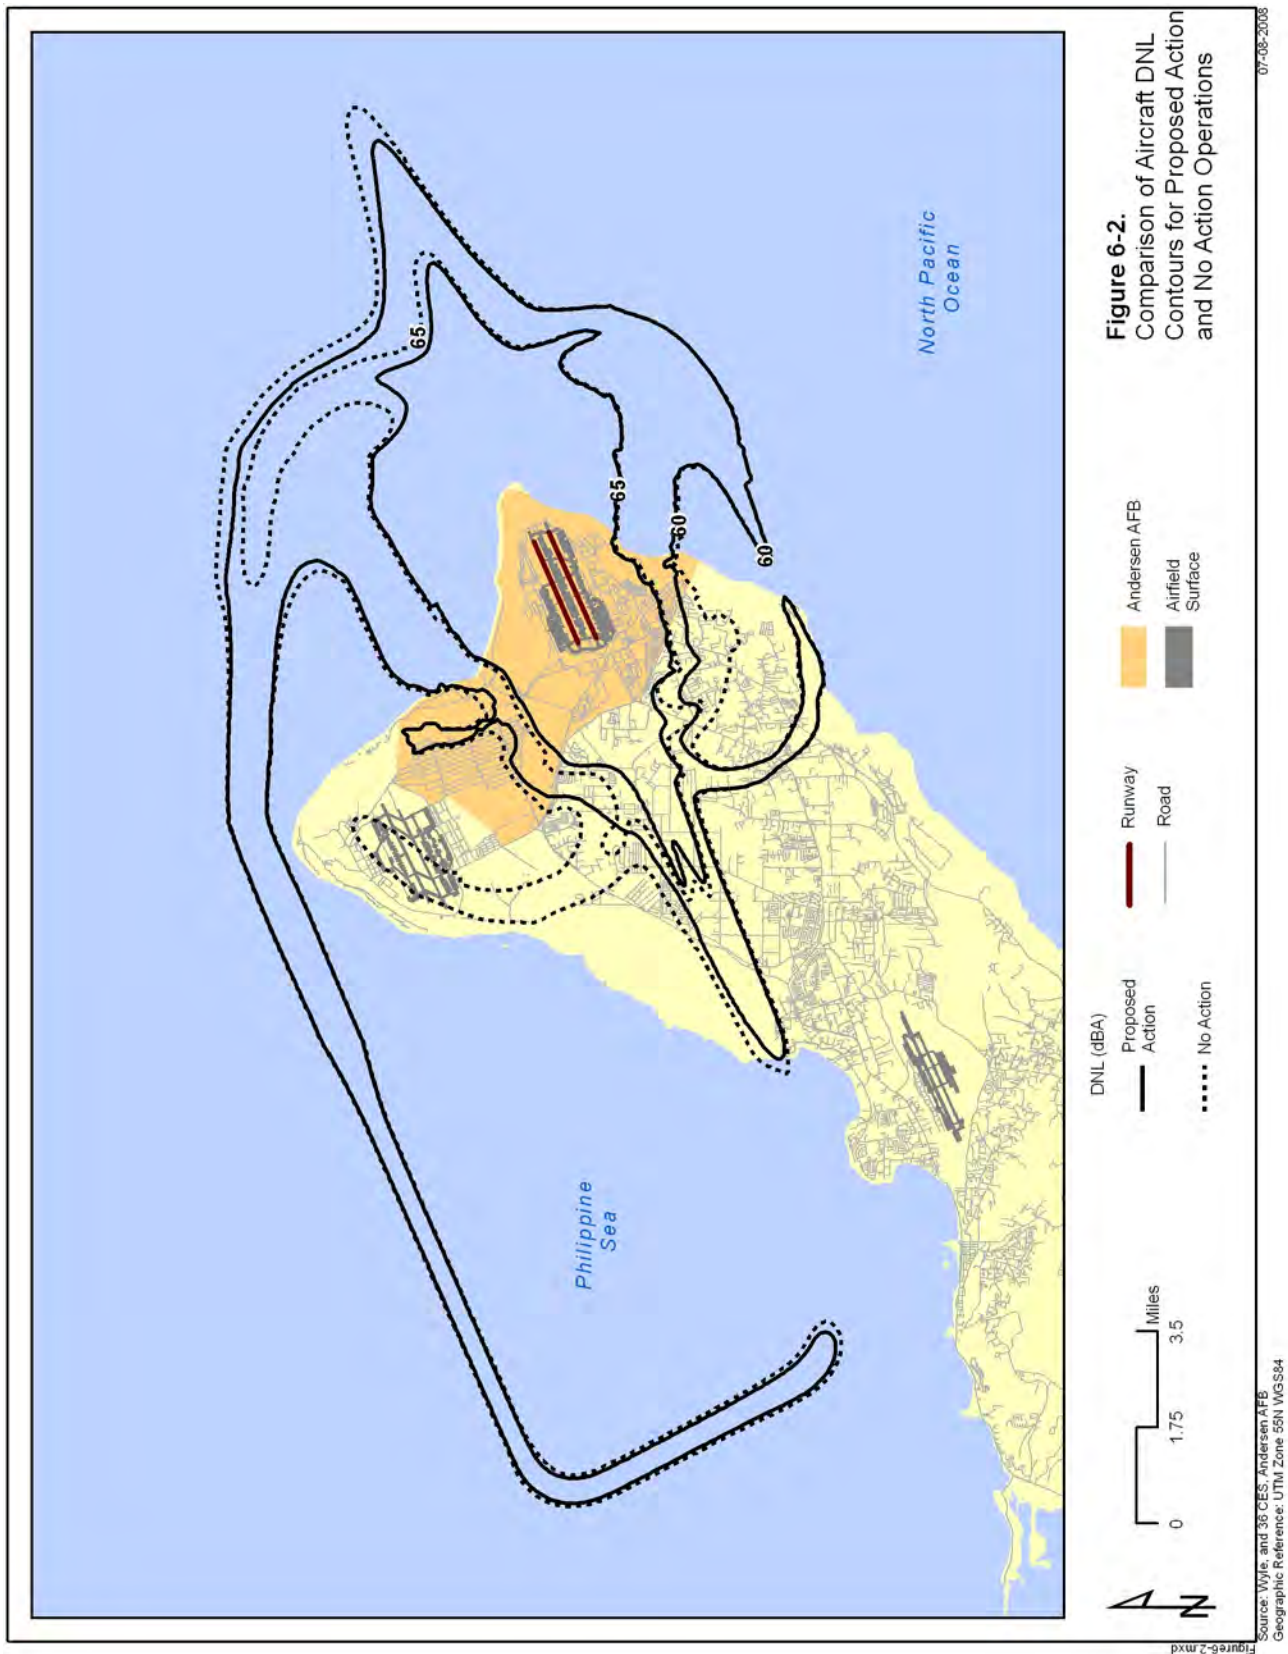 07-08-2008
65
65
60
60
North Pacific
Ocean
Philippine
Sea
Figure 6-2.
Comparison of Aircraft DNL
Contours for Proposed Action
and No Action Operations
DNL (dBA)
Proposed
Action
No Action
Runway
Road
Andersen AFB
Airfield
Surface
0
1.75
3.5
Miles
N
Source: Wyle, and 36 CES, Andersen AFB
Geographic Reference: UTM Zone 55N WGS84
Figure6-2.mxd